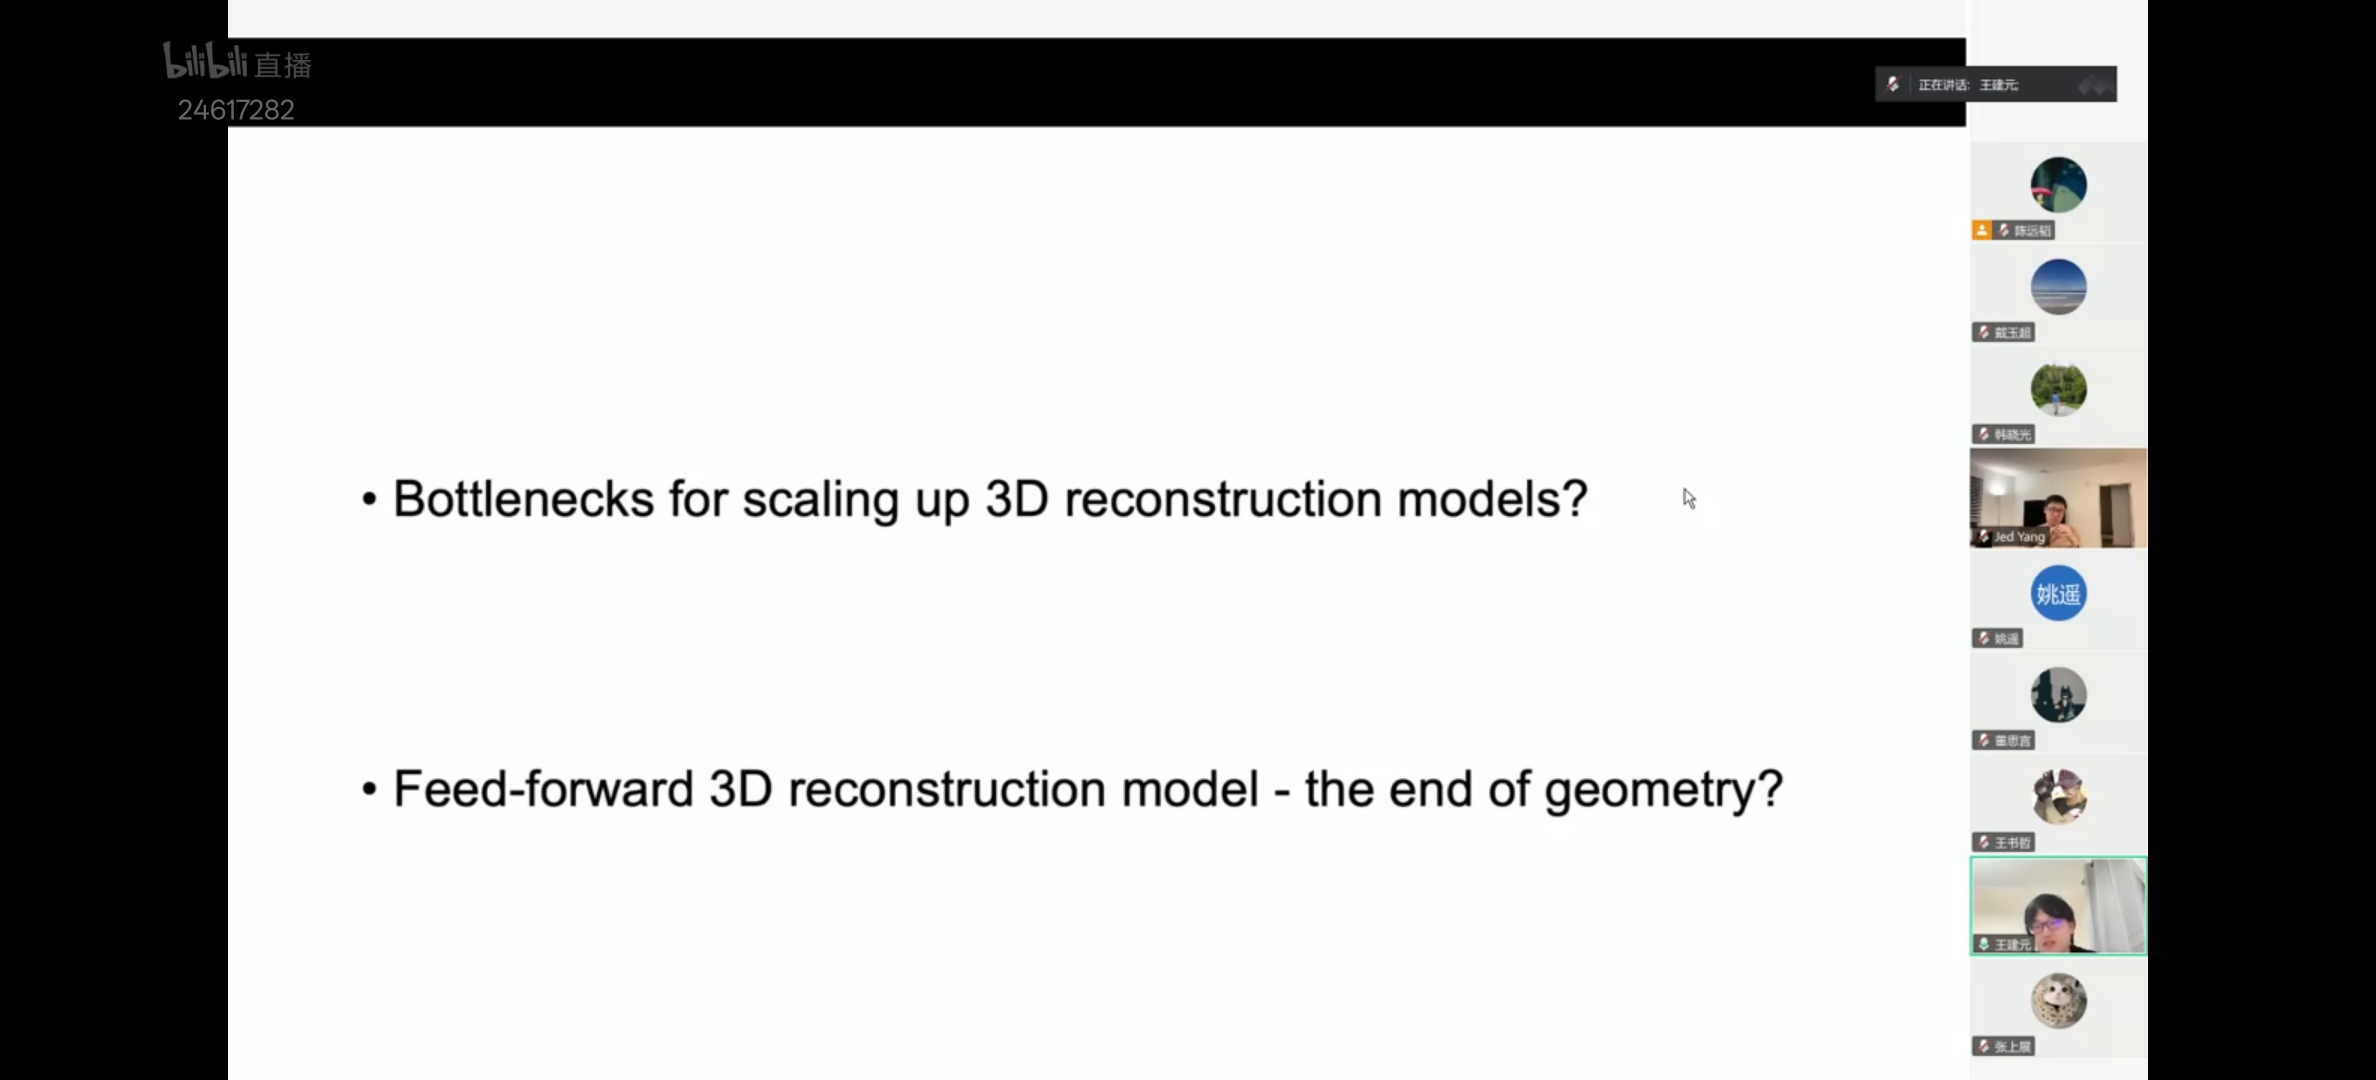 bilibili 直播
24617282
正在讲话: 王建元;
• Bottlenecks for scaling up 3D reconstruction models?
• Feed-forward 3D reconstruction model - the end of geometry?
陈远韬
戴玉超
韩晓光
Jed Yang
姚遥
姚遥
董思言
王书哲
王建元
张上展